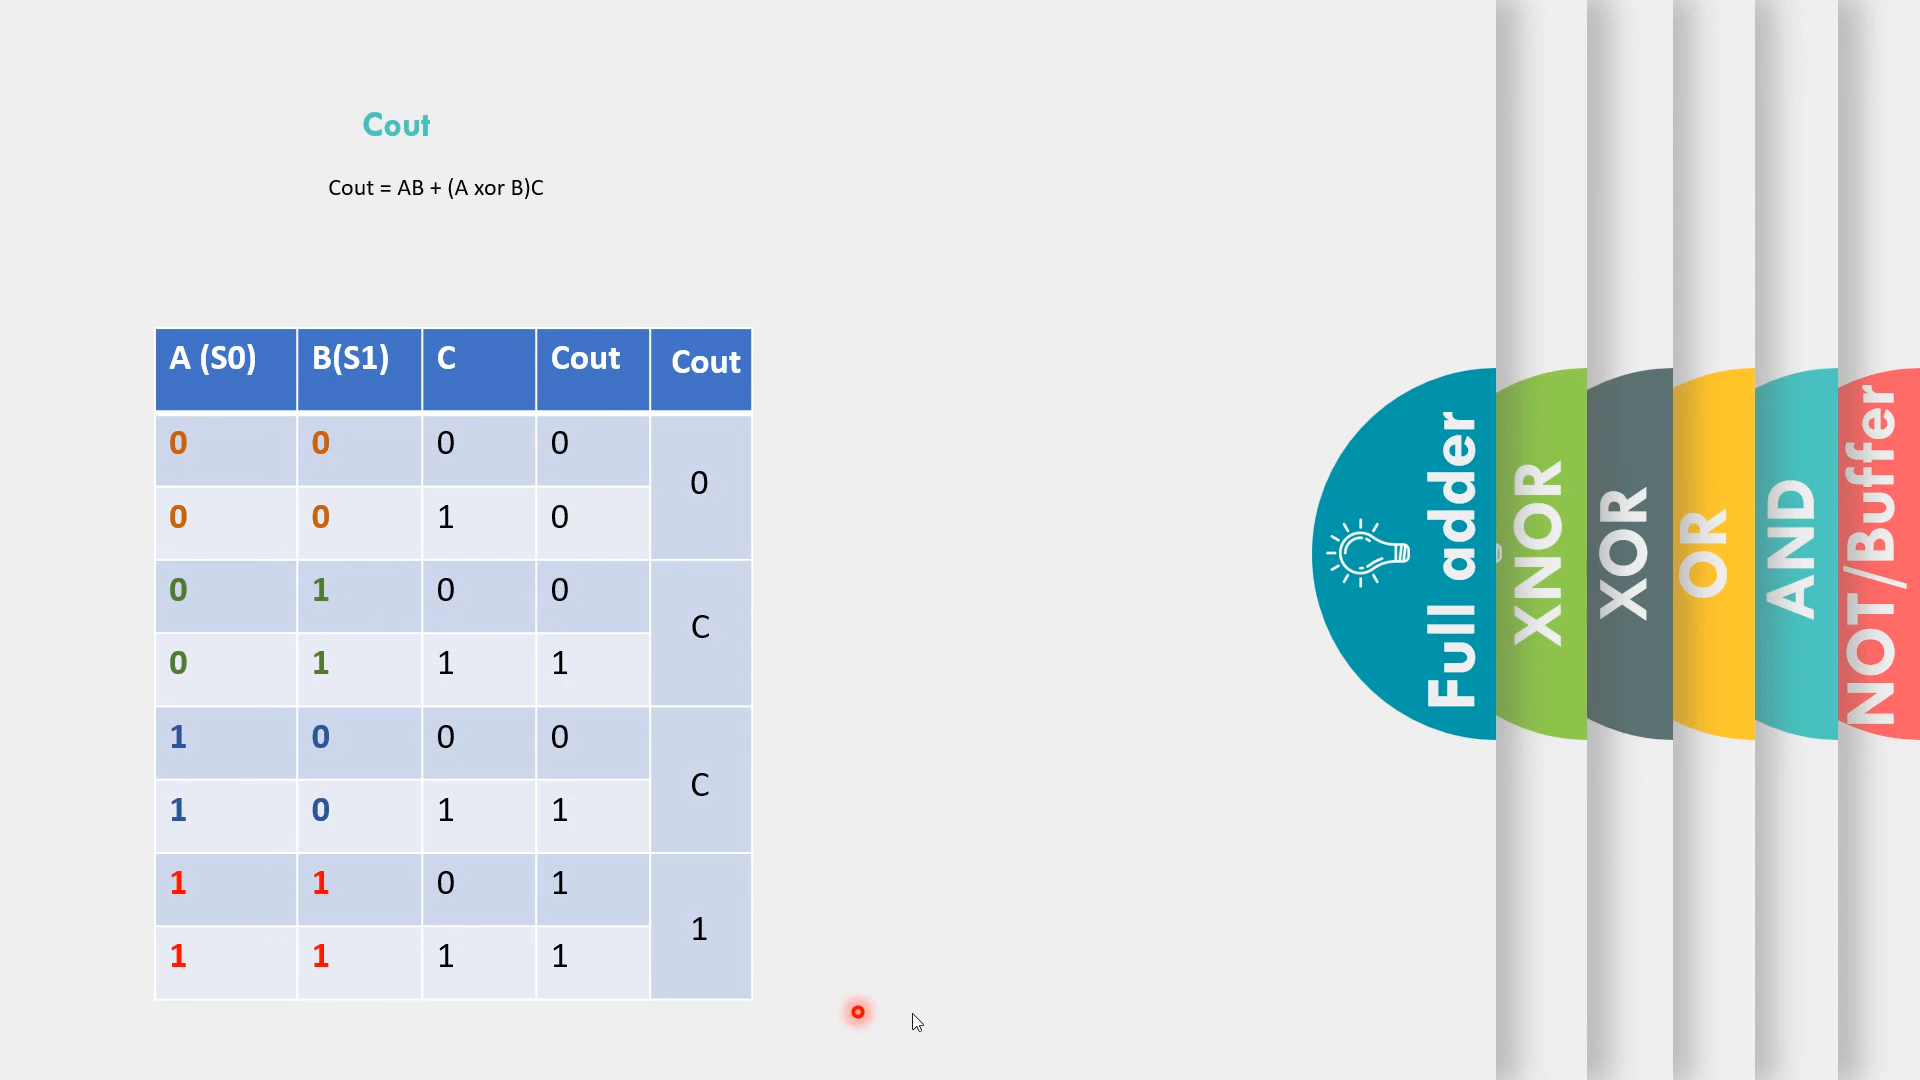 Cout
Cout = AB + (A xor B)C
A (S0) B(S1) C Cout Cout
0 0 0 0 0
0 0 1 0
0 1 0 0 C
0 1 1 1
1 0 0 0 C
1 0 1 1
1 1 0 1 1
1 1 1 1
Full adder
XNOR
XOR
OR
AND
NOT/Buffer